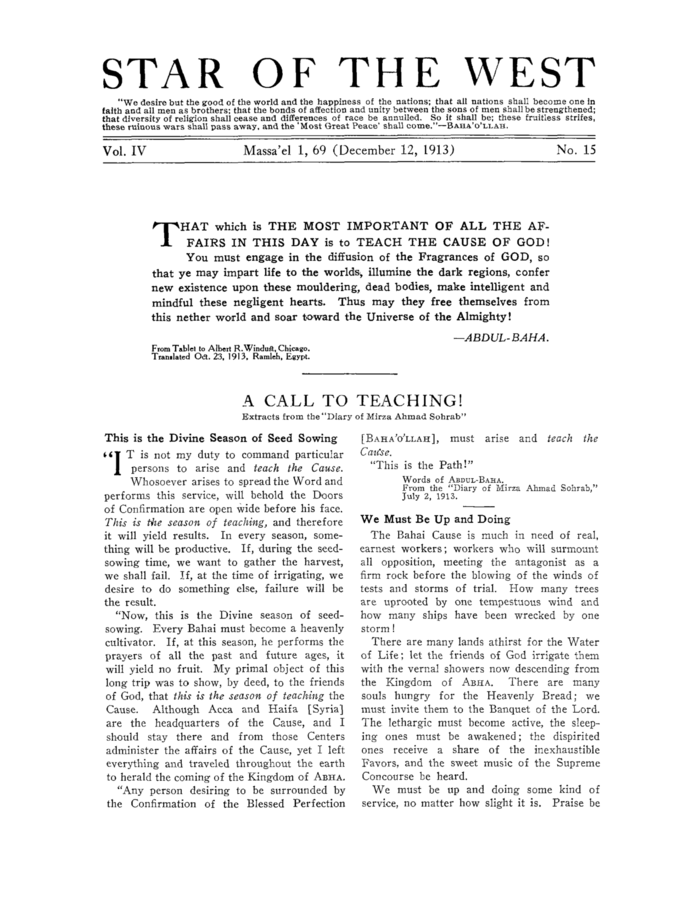 STAR OF THE WEST
"We desire but the good of the world and the happiness of the nations; that all nations shall become one in
faith and all men as brothers; that the bonds of affection and unity between the sons of men shall be strengthened;
that diversity of religion shall cease and differences of race be annulled. So it shall be; these fruitless strifes,
these ruinous wars shall pass away, and the 'Most Great Peace' shall come."—BAHA'O'LLAH.
Vol. IV Massa'el 1, 69 (December 12, 1913) No. 15
THAT which is THE MOST IMPORTANT OF ALL THE AF-
FAIRS IN THIS DAY is to TEACH THE CAUSE OF GOD!
You must engage in the diffusion of the Fragrances of GOD, so
that ye may impart life to the worlds, illumine the dark regions, confer
new existence upon these mouldering, dead bodies, make intelligent and
mindful these negligent hearts. Thus may they free themselves from
this nether world and soar toward the Universe of the Almighty!
—ABDUL-BAHA.
From Tablet to Albert R. Windust, Chicago.
Translated Oct. 23, 1913, Ramleh, Egypt.
A CALL TO TEACHING!
Extracts from the "Diary of Mirza Ahmad Sohrab"
This is the Divine Season of Seed Sowing
"IT is not my duty to command particular
persons to arise and teach the Cause.
Whosoever arises to spread the Word and
performs this service, will behold the Doors
of Confirmation are open wide before his face.
This is the season of teaching, and therefore
it will yield results. In every season, some-
thing will be productive. If, during the seed-
sowing time, we want to gather the harvest,
we shall fail. If, at the time of irrigating, we
desire to do something else, failure will be
the result.
"Now, this is the Divine season of seed-
sowing. Every Bahai must become a heavenly
cultivator. If, at this season, he performs the
prayers of all the past and future ages, it
will yield no fruit. My primal object of this
long trip was to show, by deed, to the friends
of God, that this is the season of teaching the
Cause. Although Acca and Haifa [Syria]
are the headquarters of the Cause, and I
should stay there and from those Centers
administer the affairs of the Cause, yet I left
everything and traveled throughout the earth
to herald the coming of the Kingdom of ABHA.
"Any person desiring to be surrounded by
the Confirmation of the Blessed Perfection
[BAHA'O'LLAH], must arise and teach the
Cause.
"This is the Path!"
Words of ABDUL-BAHA.
From the "Diary of Mirza Ahmad Sohrab,"
July 2, 1913.
We Must Be Up and Doing
The Bahai Cause is much in need of real,
earnest workers; workers who will surmount
all opposition, meeting the antagonist as a
firm rock before the blowing of the winds of
tests and storms of trial. How many trees
are uprooted by one tempestuous wind and
how many ships have been wrecked by one
storm!
There are many lands athirst for the Water
of Life; let the friends of God irrigate them
with the vernal showers now descending from
the Kingdom of ABHA. There are many
souls hungry for the Heavenly Bread; we
must invite them to the Banquet of the Lord.
The lethargic must become active, the sleep-
ing ones must be awakened; the dispirited
ones receive a share of the inexhaustible
Favors, and the sweet music of the Supreme
Concourse be heard.
We must be up and doing some kind of
service, no matter how slight it is. Praise be